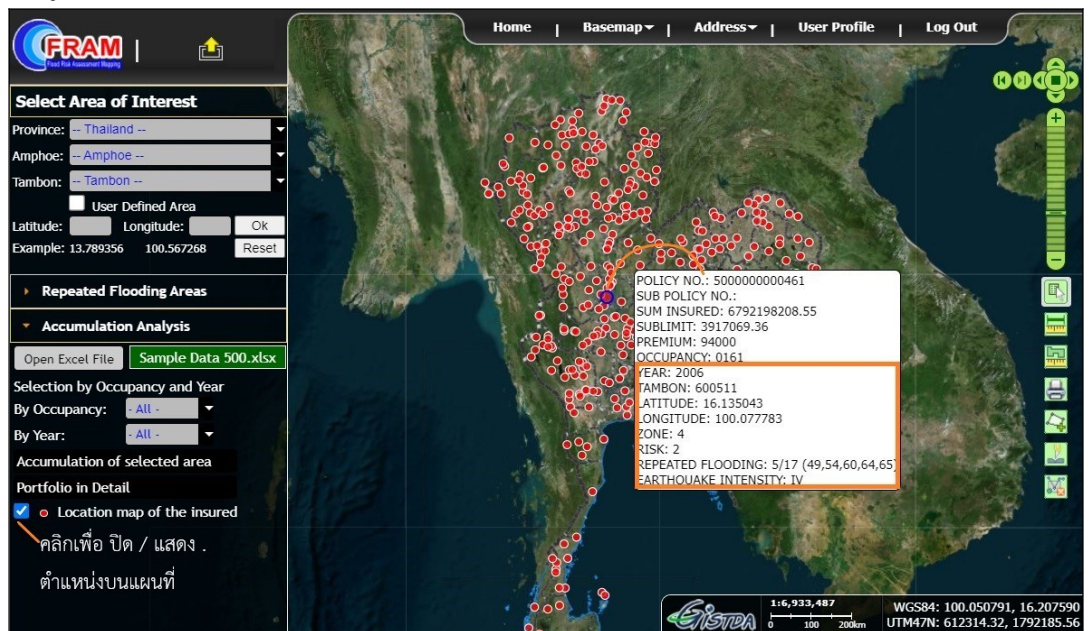 FRAM
Flood Risk Assessment Mapping
Home | Basemap | Address | User Profile | Log Out
Select Area of Interest
Province: -- Thailand --
Amphoe: -- Amphoe --
Tambon: -- Tambon --
User Defined Area
Latitude: Longitude: Ok
Example: 13.789356 100.567268 Reset
Repeated Flooding Areas
Accumulation Analysis
Open Excel File Sample Data 500.xlsx
Selection by Occupancy and Year
By Occupancy: - All -
By Year: - All -
Accumulation of selected area
Portfolio in Detail
Location map of the insured
คลิกเพื่อ ปิด / แสดง .
ตำแหน่งบนแผนที่
POLICY NO.: 5000000000461
SUB POLICY NO.:
SUM INSURED: 6792198208.55
SUBLIMIT: 3917069.36
PREMIUM: 94000
OCCUPANCY: 0161
YEAR: 2006
TAMBON: 600511
LATITUDE: 16.135043
LONGITUDE: 100.077783
ZONE: 4
RISK: 2
REPEATED FLOODING: 5/17 (49,54,60,64,65)
EARTHQUAKE INTENSITY: IV
GISTDA
1:6,933,487
0 100 200km
WGS84: 100.050791, 16.207590
UTM47N: 612314.32, 1792185.56